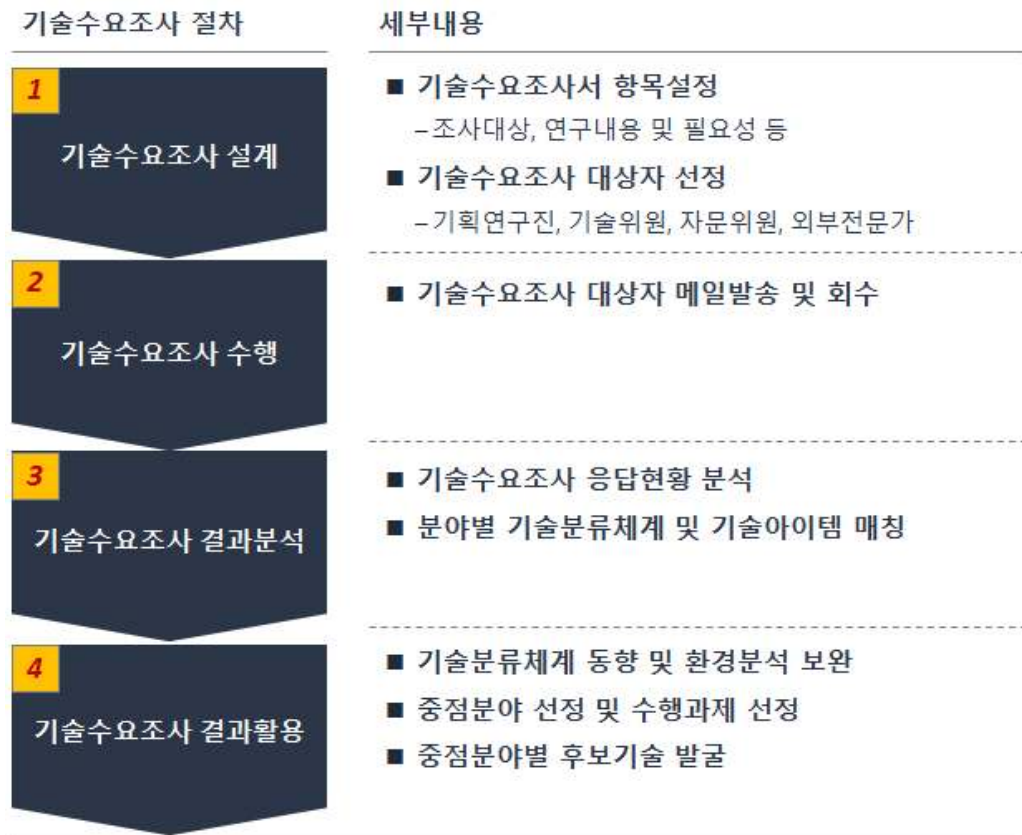 기술수요조사 절차
세부내용
1
기술수요조사 설계
■ 기술수요조사서 항목설정
–조사대상, 연구내용 및 필요성 등
■ 기술수요조사 대상자 선정
–기획연구진, 기술위원, 자문위원, 외부전문가
2
기술수요조사 수행
■ 기술수요조사 대상자 메일발송 및 회수
3
기술수요조사 결과분석
■ 기술수요조사 응답현황 분석
■ 분야별 기술분류체계 및 기술아이템 매칭
4
기술수요조사 결과활용
■ 기술분류체계 동향 및 환경분석 보완
■ 중점분야 선정 및 수행과제 선정
■ 중점분야별 후보기술 발굴